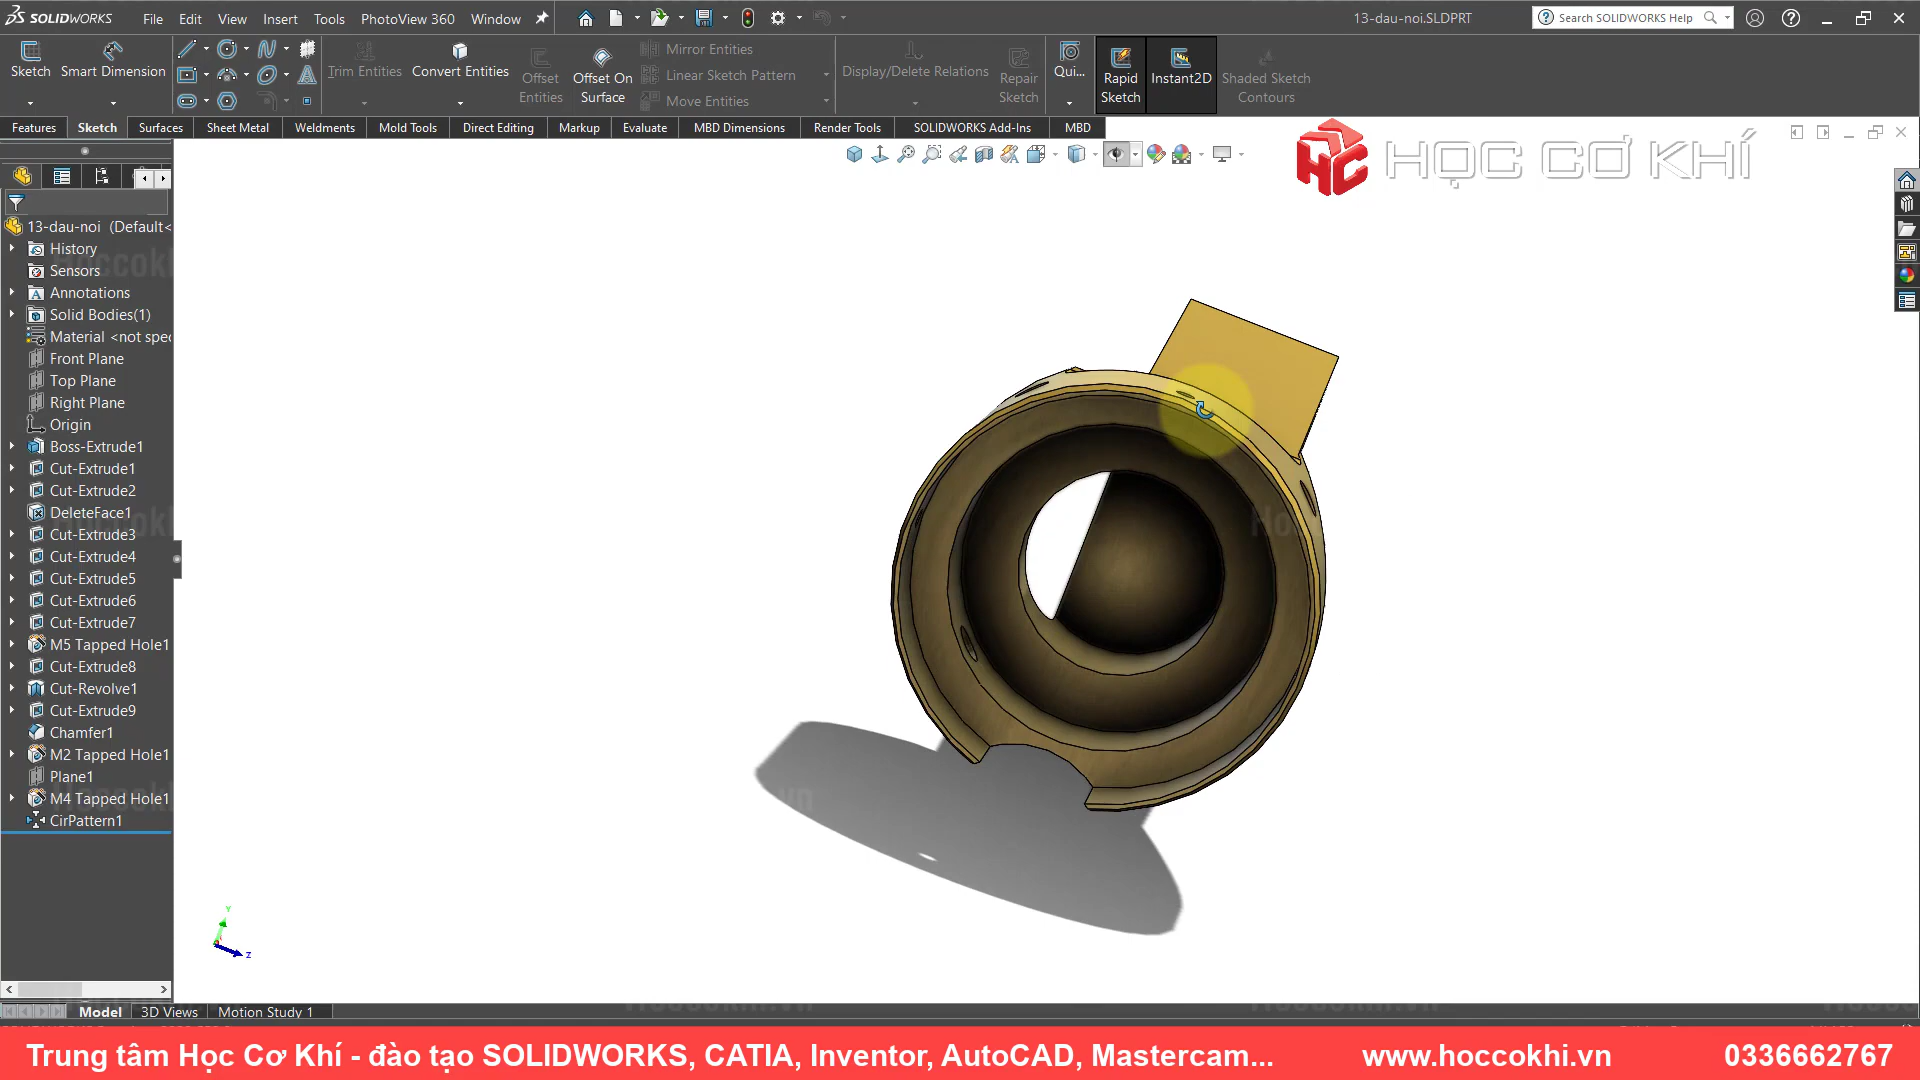 SOLIDWORKS File Edit View Insert Tools PhotoView 360 Window
13-dau-noi.SLDPRT
Search SOLIDWORKS Help
Sketch Smart Dimension Trim Entities Convert Entities Offset Entities Offset On Surface
Mirror Entities
Linear Sketch Pattern
Move Entities
Display/Delete Relations Repair Sketch Qui... Rapid Sketch Instant2D Shaded Sketch Contours
Features Sketch Surfaces Sheet Metal Weldments Mold Tools Direct Editing Markup Evaluate MBD Dimensions Render Tools SOLIDWORKS Add-Ins MBD
HC HỌC CƠ KHÍ
13-dau-noi (Default<
History
Sensors
Annotations
Solid Bodies(1)
Material <not spec
Front Plane
Top Plane
Right Plane
Origin
Boss-Extrude1
Cut-Extrude1
Cut-Extrude2
DeleteFace1
Cut-Extrude3
Cut-Extrude4
Cut-Extrude5
Cut-Extrude6
Cut-Extrude7
M5 Tapped Hole1
Cut-Extrude8
Cut-Revolve1
Cut-Extrude9
Chamfer1
M2 Tapped Hole1
Plane1
M4 Tapped Hole1
CirPattern1
Y
Z
Model 3D Views Motion Study 1
Trung tâm Học Cơ Khí - đào tạo SOLIDWORKS, CATIA, Inventor, AutoCAD, Mastercam... www.hoccokhi.vn 0336662767